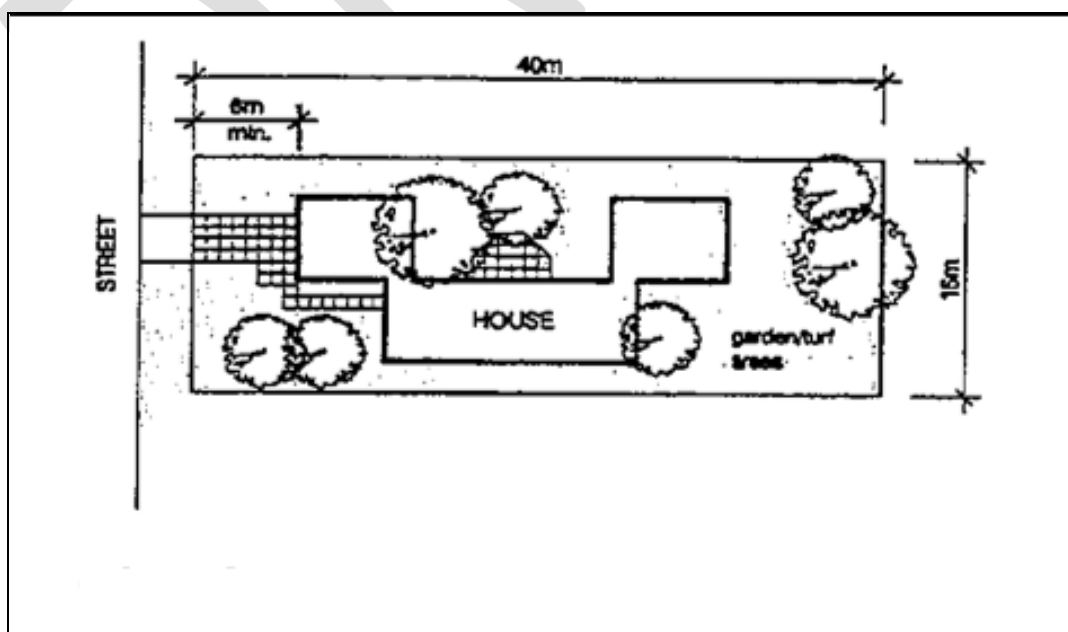 40m
6m
min.
STREET
HOUSE
garden/turf
areas
15m